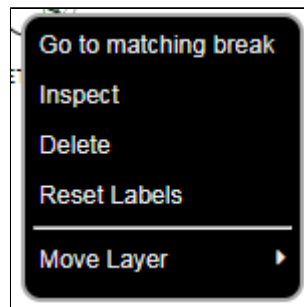 Go to matching break
Inspect
Delete
Reset Labels
Move Layer